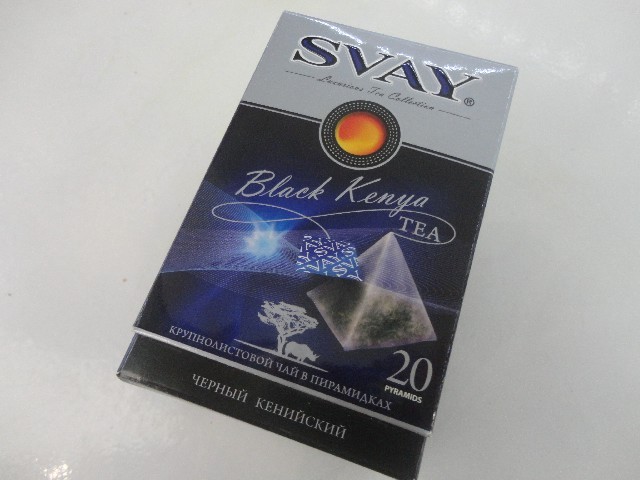 SVAY®
Luxurious Tea Collection
Black Kenya
TEA
КРУПНОЛИСТОВОЙ ЧАЙ В ПИРАМИДКАХ
20
PYRAMIDS
ЧЕРНЫЙ КЕНИЙСКИЙ